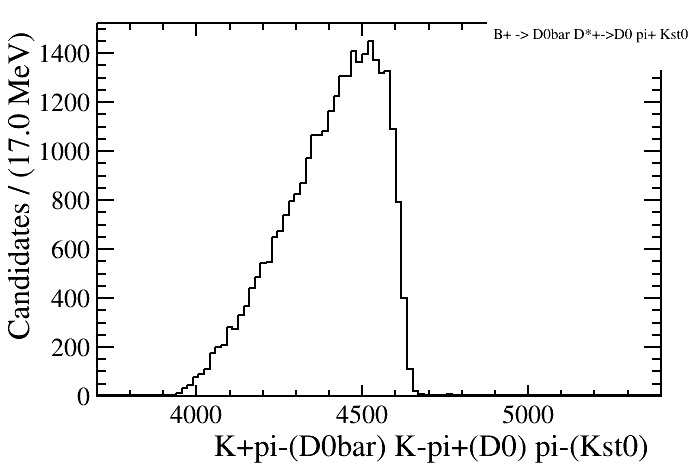 B+ -> D0bar D*+->D0 pi+ Kst0
Candidates / (17.0 MeV)
1400
1200
1000
800
600
400
200
0
4000 4500 5000
K+pi-(D0bar) K-pi+(D0) pi-(Kst0)